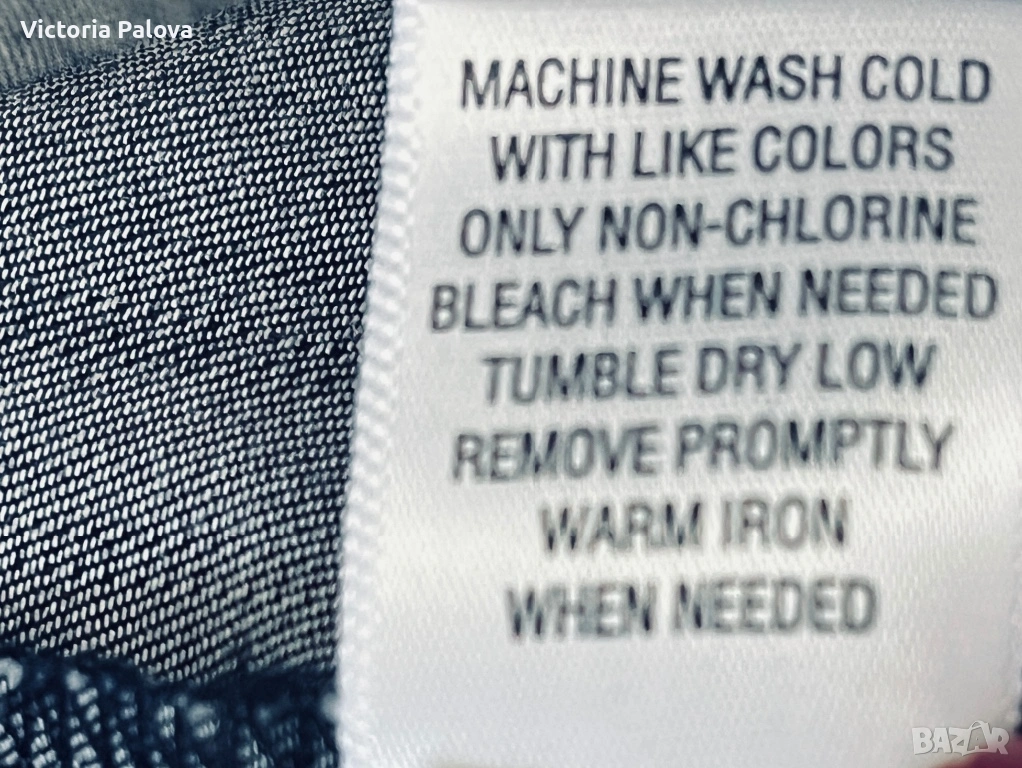 Victoria Palova
MACHINE WASH COLD
WITH LIKE COLORS
ONLY NON-CHLORINE
BLEACH WHEN NEEDED
TUMBLE DRY LOW
REMOVE PROMPTLY
WARM IRON
WHEN NEEDED
BAZAR